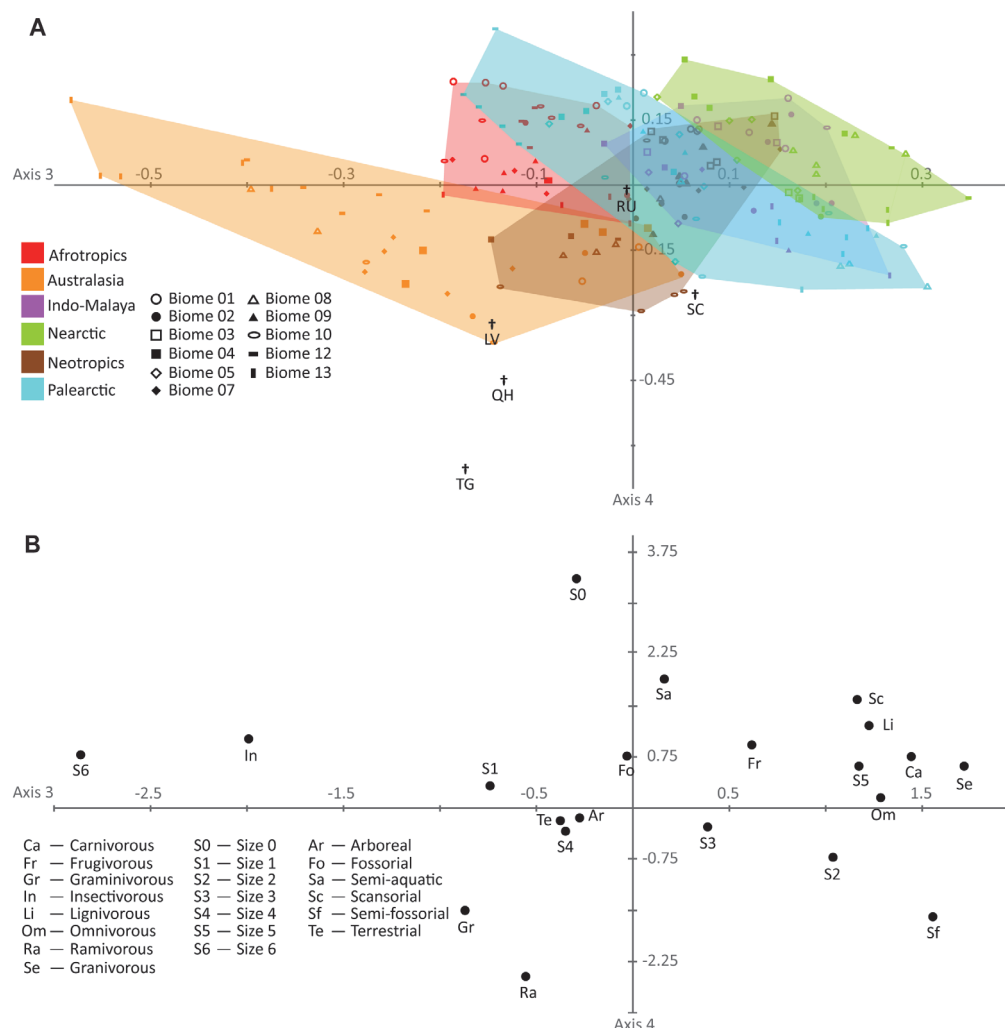 A
0.15
Axis 3
-0.5
-0.3
-0.1
0.1
0.3
RU
0.15
SC
LV
-0.45
QH
TG
Axis 4
Afrotropics
Australasia
Indo-Malaya
Nearctic
Neotropics
Palearctic
Biome 01
Biome 02
Biome 03
Biome 04
Biome 05
Biome 07
Biome 08
Biome 09
Biome 10
Biome 12
Biome 13
B
3.75
S0
2.25
Sa
Sc
Li
0.75
S6
In
S1
Fo
Fr
S5
Ca
Se
Axis 3
-2.5
-1.5
-0.5
0.5
1.5
Om
Te
Ar
S4
S3
-0.75
S2
Gr
Sf
-2.25
Ra
Axis 4
Ca — Carnivorous
Fr — Frugivorous
Gr — Graminivorous
In — Insectivorous
Li — Lignivorous
Om — Omnivorous
Ra — Ramivorous
Se — Granivorous
S0 — Size 0
S1 — Size 1
S2 — Size 2
S3 — Size 3
S4 — Size 4
S5 — Size 5
S6 — Size 6
Ar — Arboreal
Fo — Fossorial
Sa — Semi-aquatic
Sc — Scansorial
Sf — Semi-fossorial
Te — Terrestrial